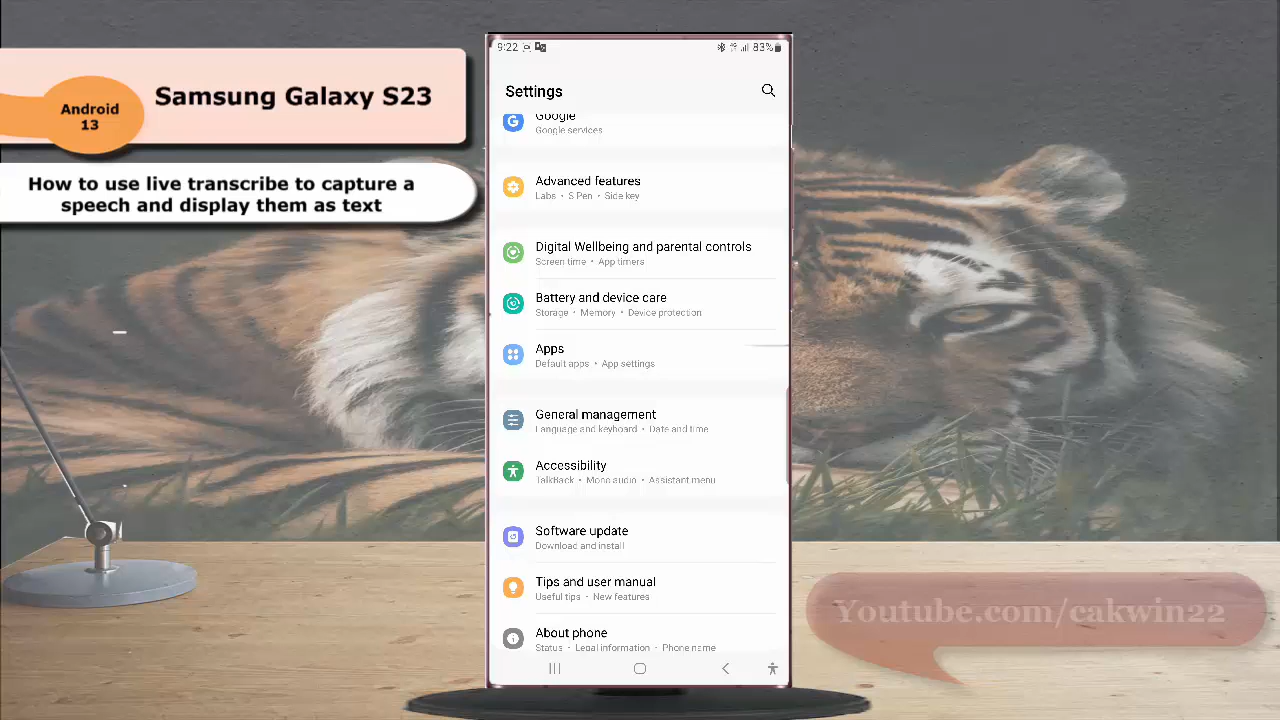 Samsung Galaxy S23
Android
13
How to use live transcribe to capture a
speech and display them as text
9:22
83%
Settings
Google
Google services
Advanced features
Labs • S Pen • Side key
Digital Wellbeing and parental controls
Screen time • App timers
Battery and device care
Storage • Memory • Device protection
Apps
Default apps • App settings
General management
Language and keyboard • Date and time
Accessibility
TalkBack • Mono audio • Assistant menu
Software update
Download and install
Tips and user manual
Useful tips • New features
About phone
Status • Legal information • Phone name
Youtube.com/cakwin22